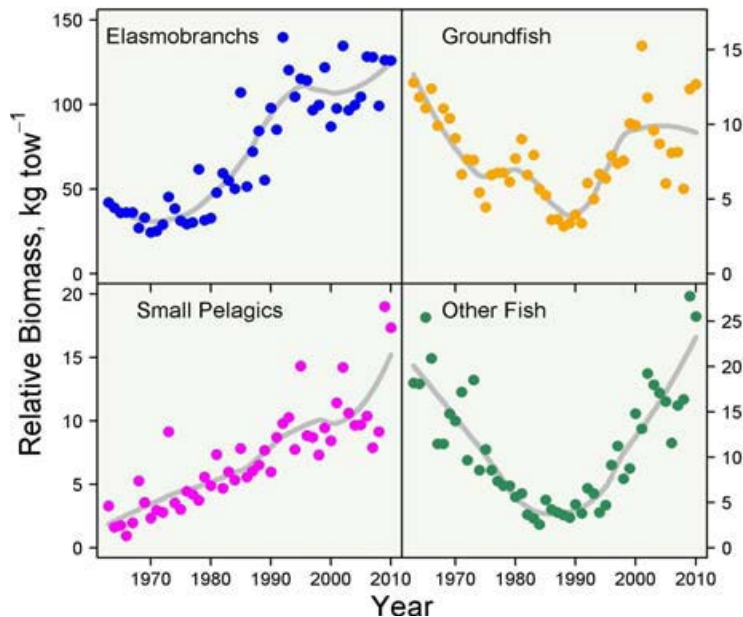 Relative Biomass, kg tow⁻¹
Elasmobranchs
150
100
50
0
Groundfish
15
10
5
0
Small Pelagics
20
15
10
5
0
Other Fish
25
20
15
10
5
0
1970 1980 1990 2000 2010
1970 1980 1990 2000 2010
Year